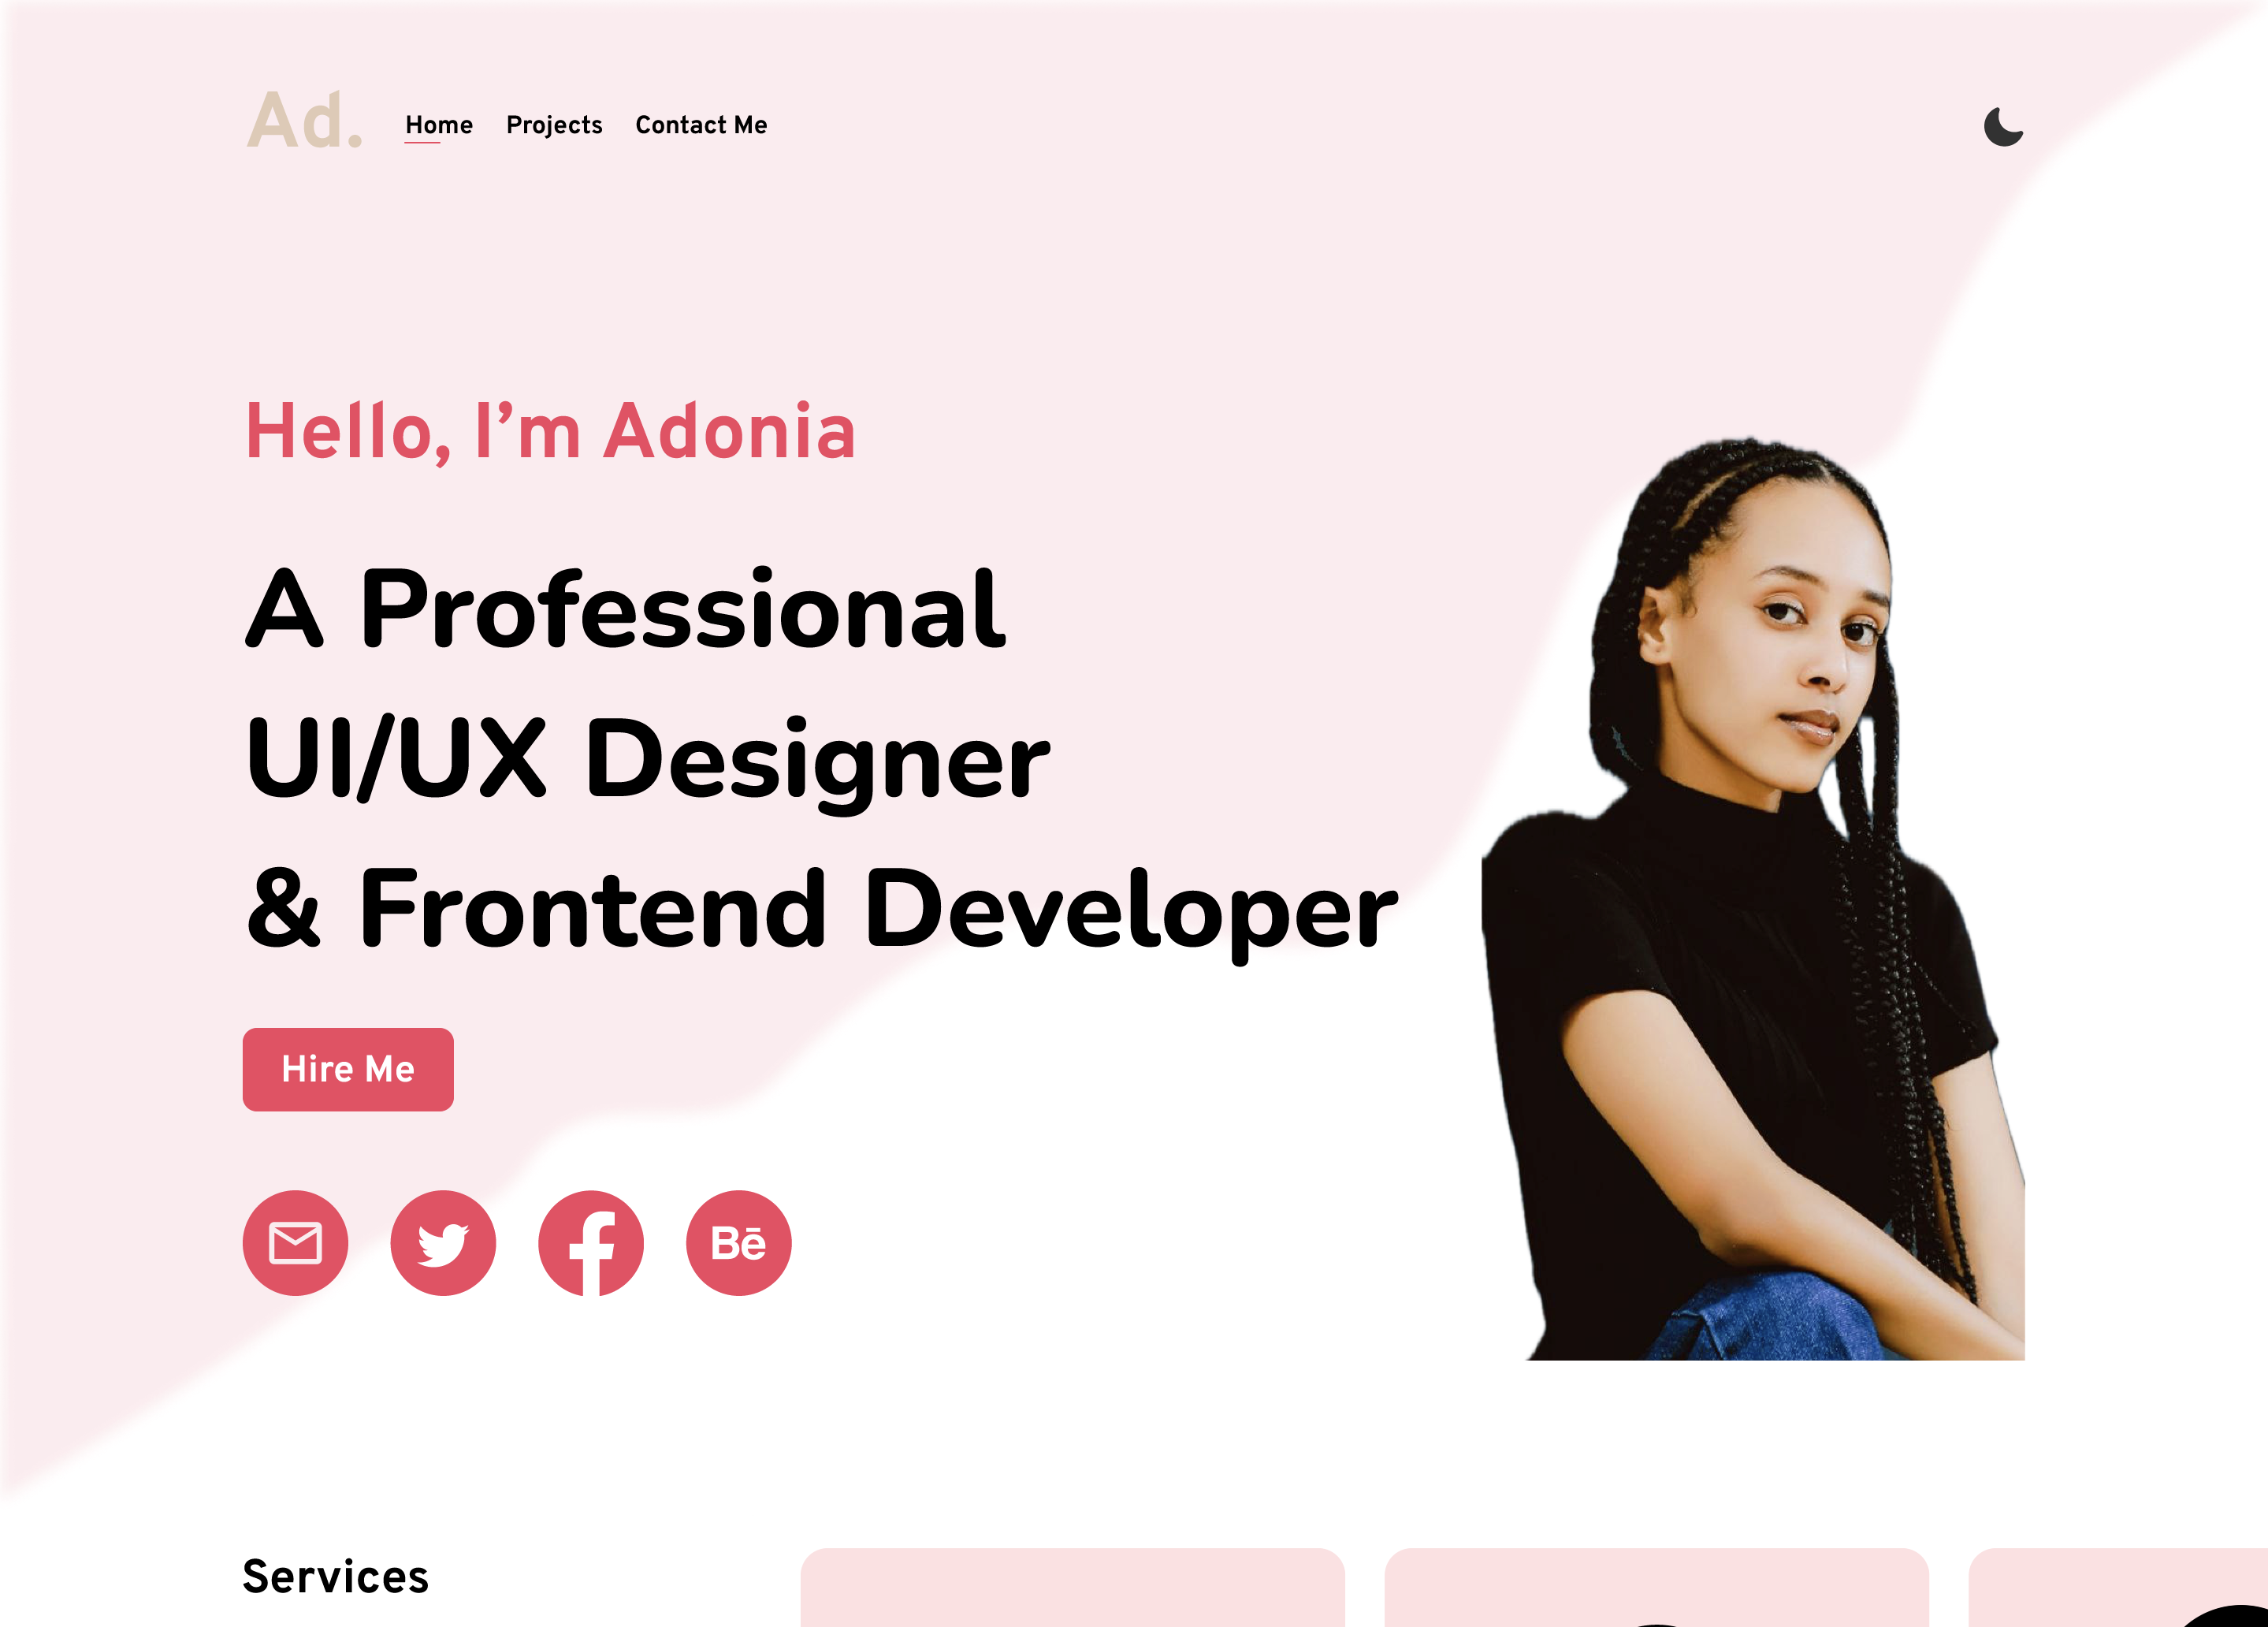 Ad.
Home Projects Contact Me
Hello, I’m Adonia
A Professional
UI/UX Designer
& Frontend Developer
Hire Me
Bē
Services